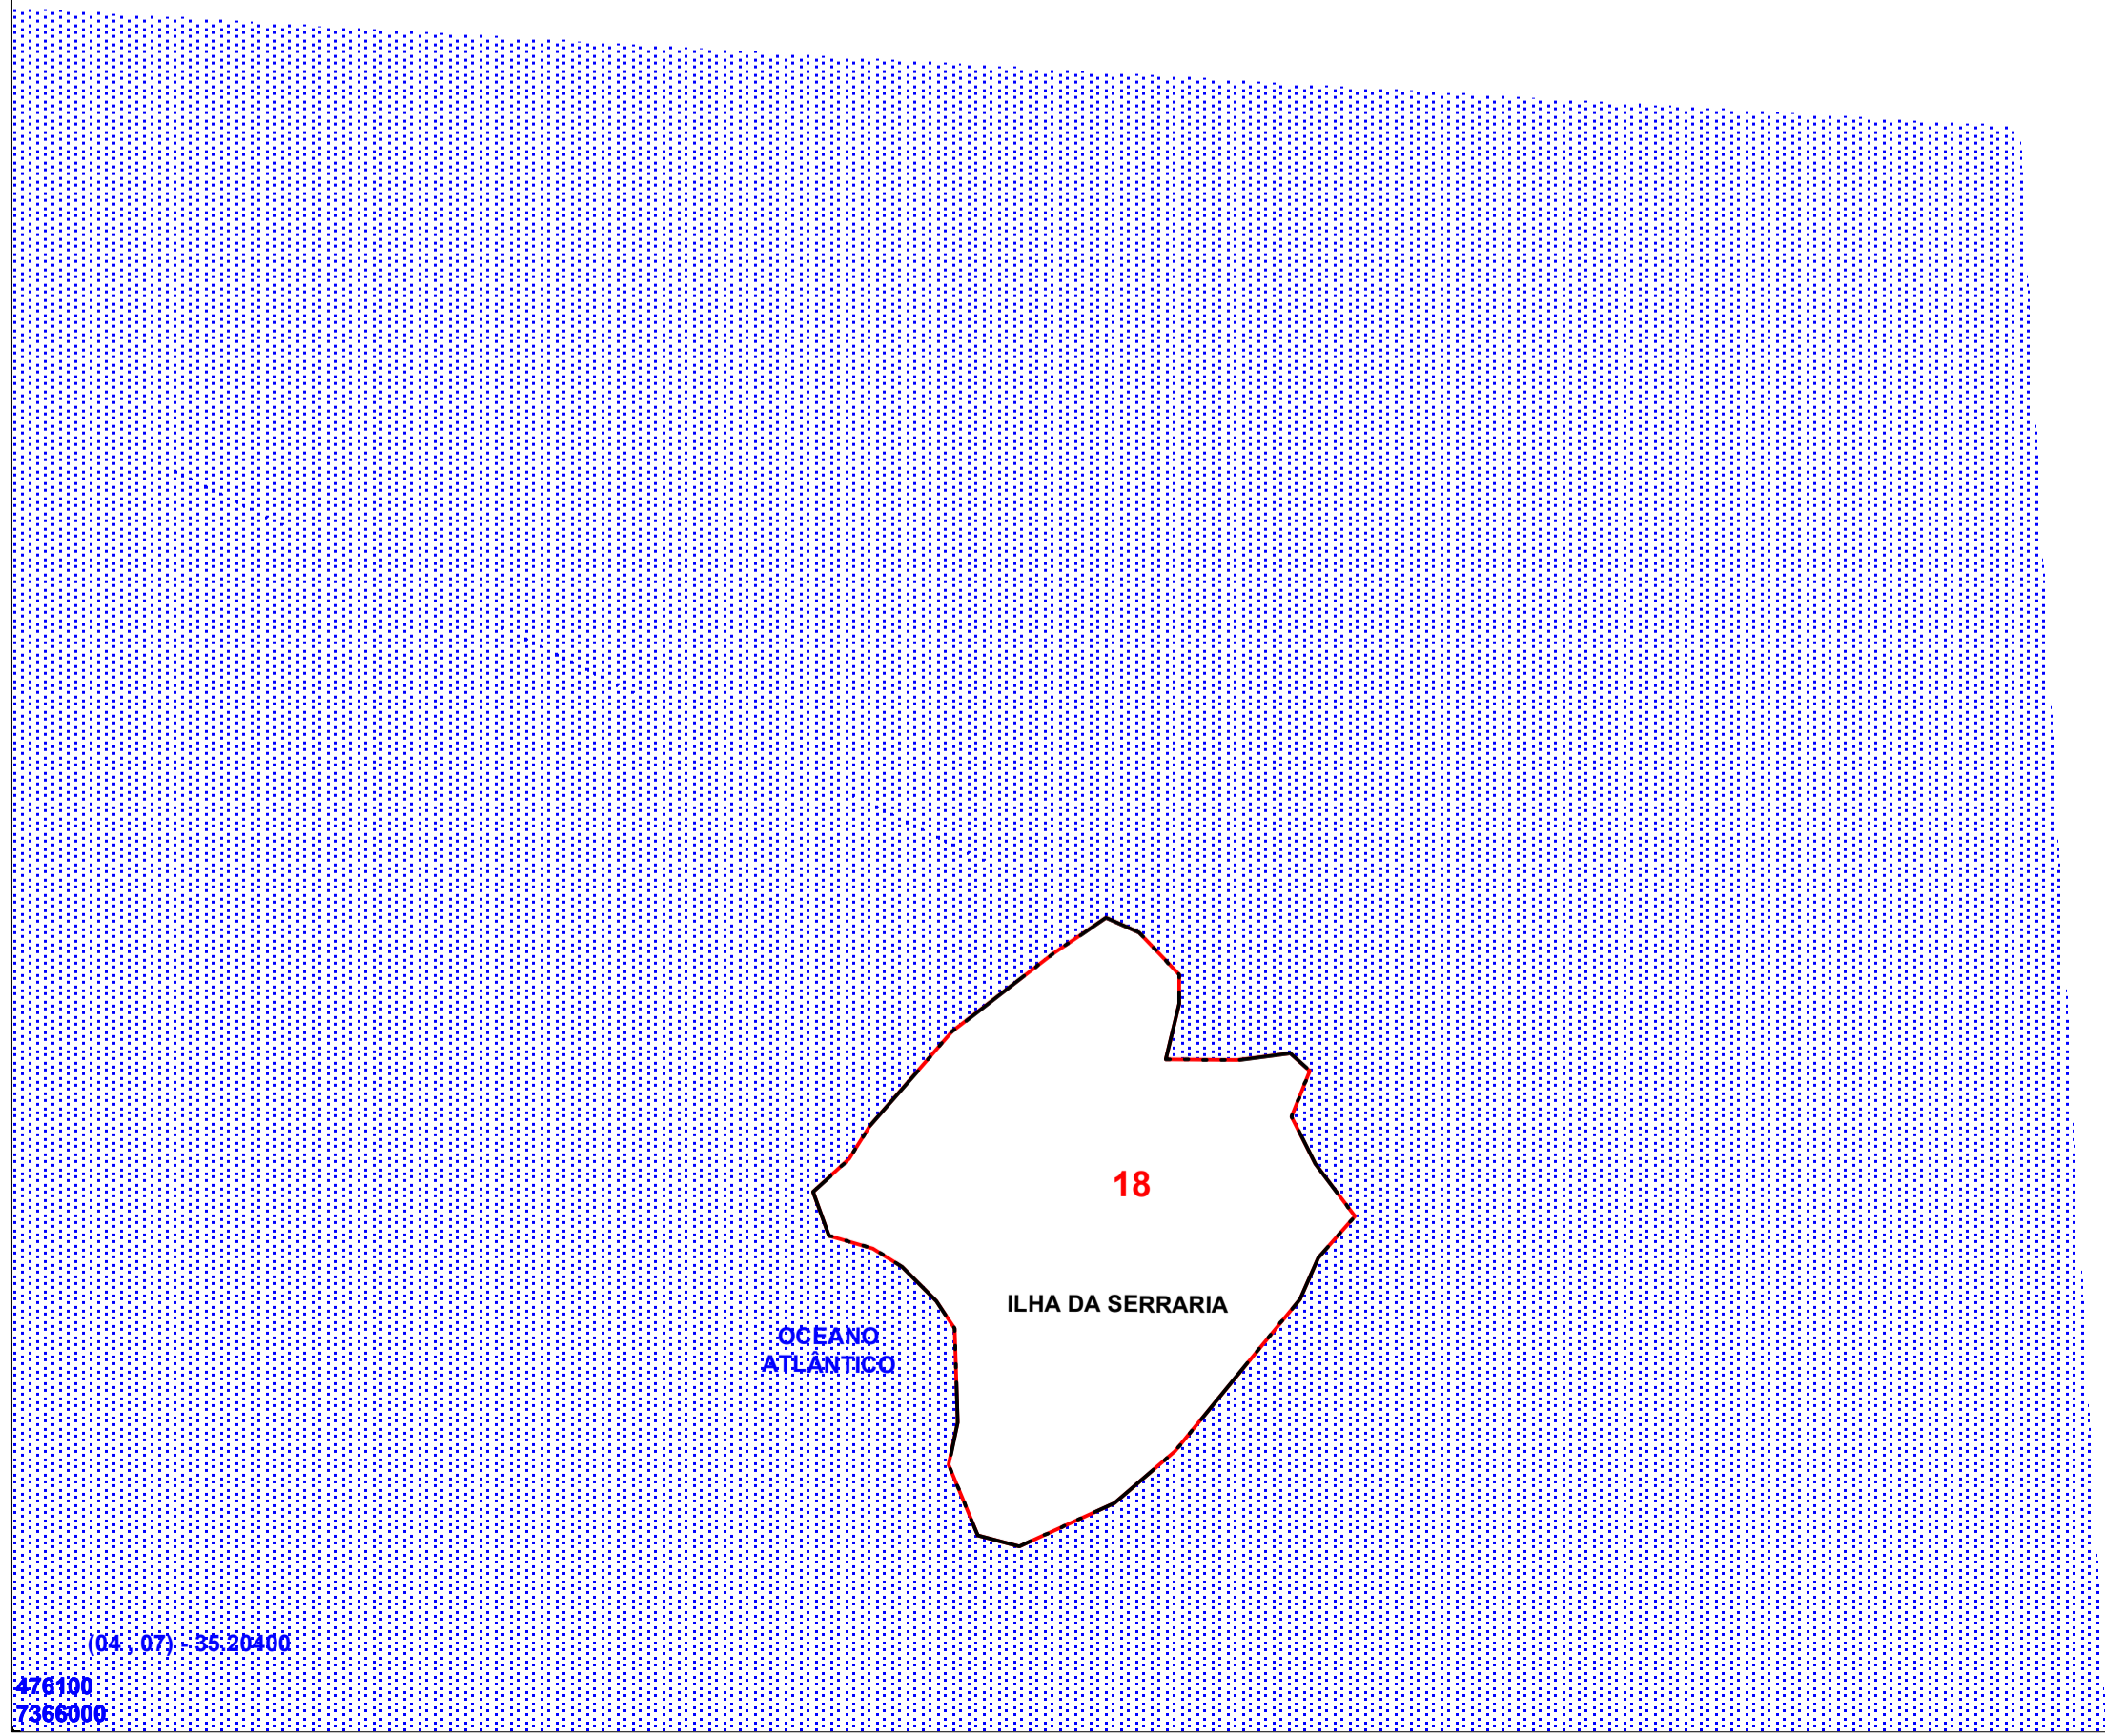 18
ILHA DA SERRARIA
OCEANO
ATLÂNTICO
(04 , 07) - 35.20400
476100
7366000